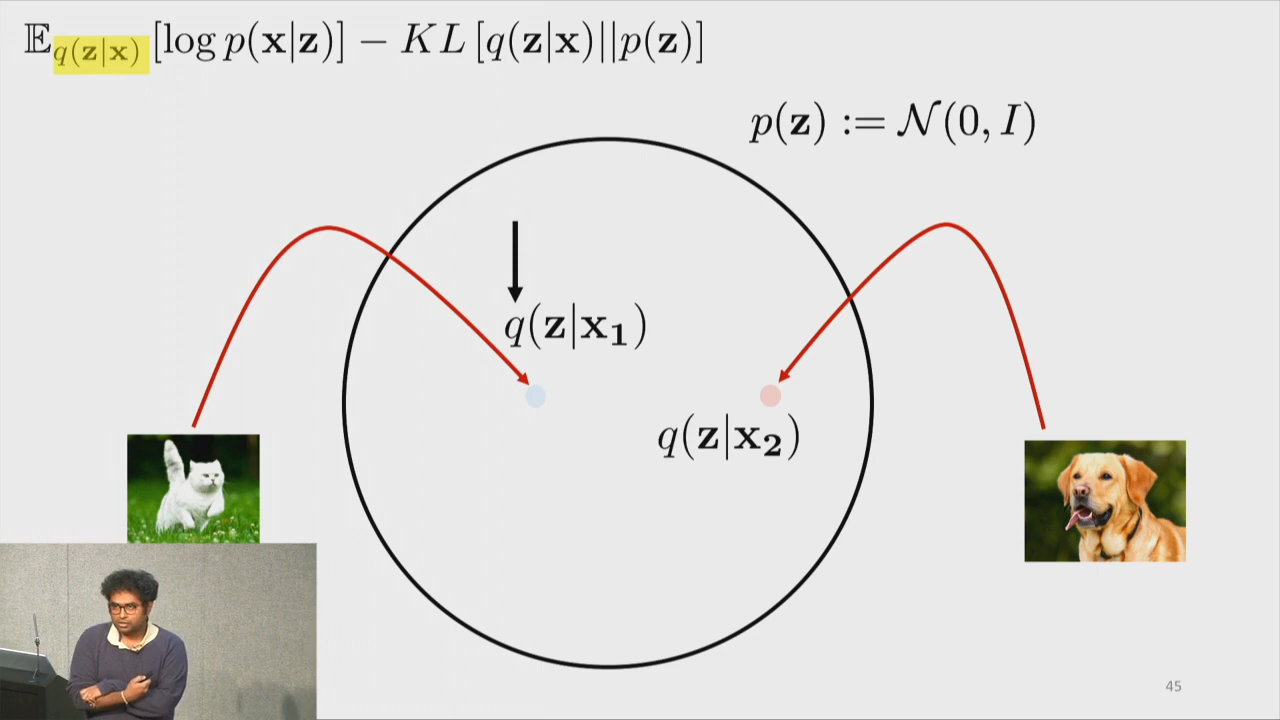 𝔼_{q(𝐳|𝐱)} [log p(𝐱|𝐳)] − KL [q(𝐳|𝐱)||p(𝐳)]
p(𝐳) := 𝒩(0, I)
q(𝐳|𝐱₁)
q(𝐳|𝐱₂)
45